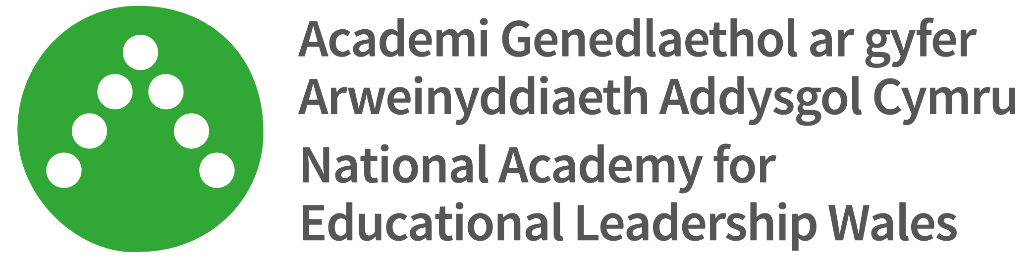 Academi Genedlaethol ar gyfer
Arweinyddiaeth Addysgol Cymru
National Academy for
Educational Leadership Wales